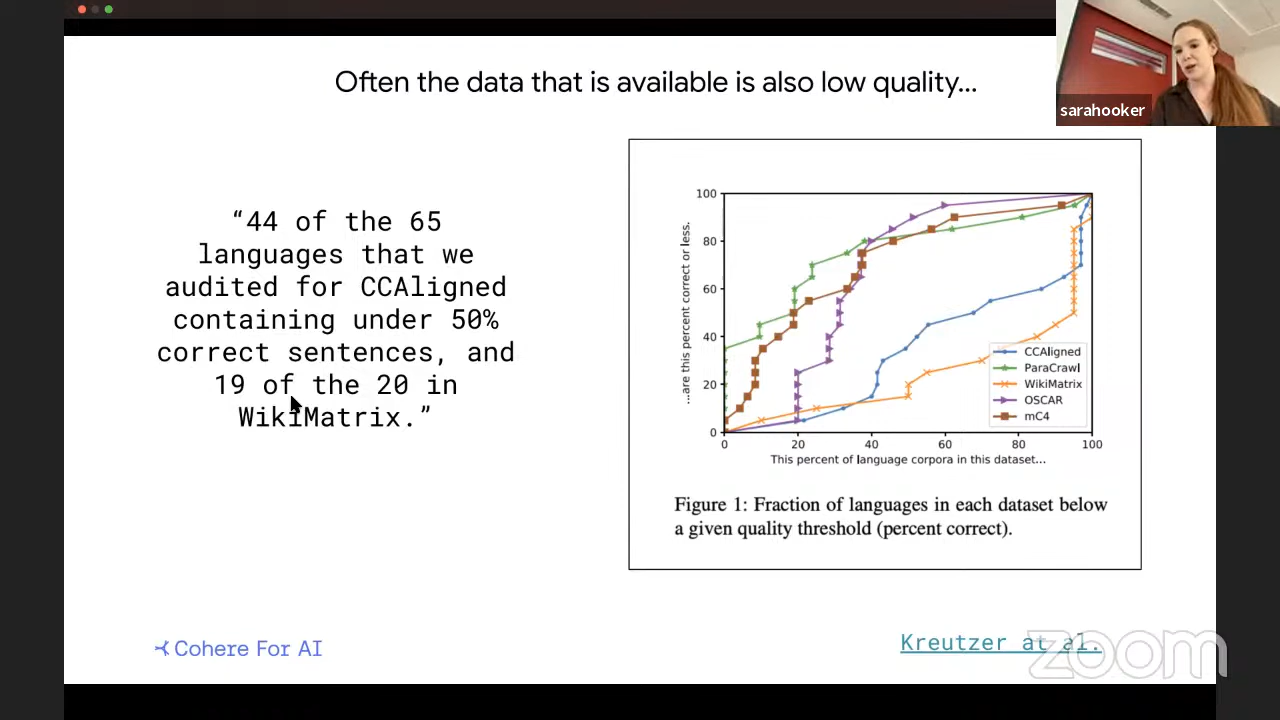 Often the data that is available is also low quality...
sarahooker
“44 of the 65
languages that we
audited for CCAligned
containing under 50%
correct sentences, and
19 of the 20 in
WikiMatrix.”
100
80
60
40
20
0
...are this percent correct or less.
CCAligned
ParaCrawl
WikiMatrix
OSCAR
mC4
0 20 40 60 80 100
This percent of language corpora in this dataset...
Figure 1: Fraction of languages in each dataset below
a given quality threshold (percent correct).
Cohere For AI
Kreutzer at al.
zoom